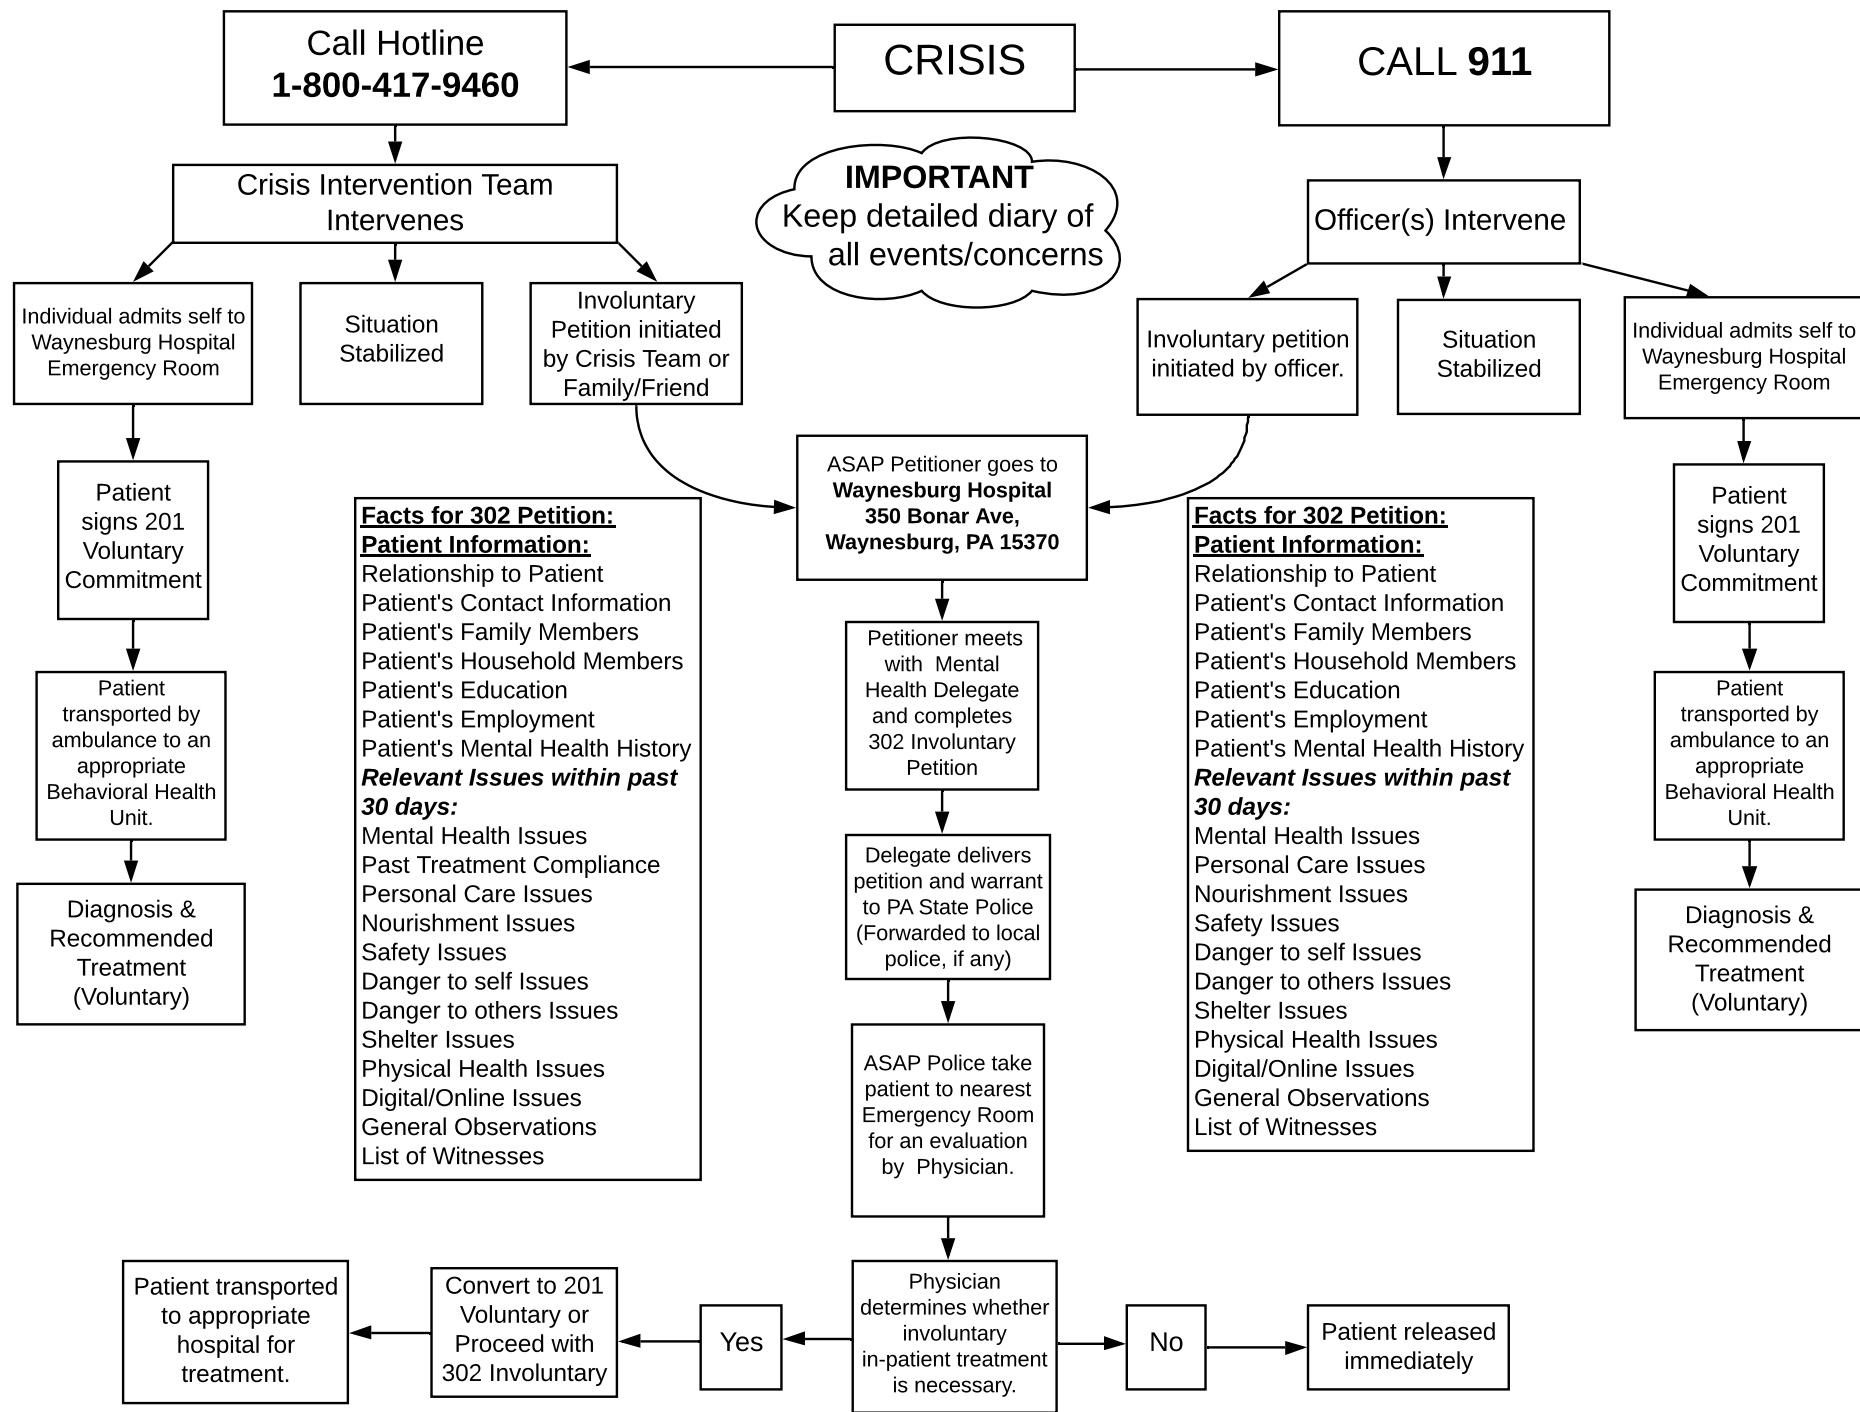 CRISIS
Call Hotline
1-800-417-9460
CALL 911
IMPORTANT
Keep detailed diary of
all events/concerns
Crisis Intervention Team
Intervenes
Individual admits self to
Waynesburg Hospital
Emergency Room
Situation
Stabilized
Involuntary
Petition initiated
by Crisis Team or
Family/Friend
Officer(s) Intervene
Involuntary petition
initiated by officer.
Situation
Stabilized
Individual admits self to
Waynesburg Hospital
Emergency Room
Patient
signs 201
Voluntary
Commitment
Patient
transported by
ambulance to an
appropriate
Behavioral Health
Unit.
Diagnosis &
Recommended
Treatment
(Voluntary)
Facts for 302 Petition:
Patient Information:
Relationship to Patient
Patient's Contact Information
Patient's Family Members
Patient's Household Members
Patient's Education
Patient's Employment
Patient's Mental Health History
Relevant Issues within past
30 days:
Mental Health Issues
Past Treatment Compliance
Personal Care Issues
Nourishment Issues
Safety Issues
Danger to self Issues
Danger to others Issues
Shelter Issues
Physical Health Issues
Digital/Online Issues
General Observations
List of Witnesses
ASAP Petitioner goes to
Waynesburg Hospital
350 Bonar Ave,
Waynesburg, PA 15370
Petitioner meets
with Mental
Health Delegate
and completes
302 Involuntary
Petition
Delegate delivers
petition and warrant
to PA State Police
(Forwarded to local
police, if any)
ASAP Police take
patient to nearest
Emergency Room
for an evaluation
by Physician.
Facts for 302 Petition:
Patient Information:
Relationship to Patient
Patient's Contact Information
Patient's Family Members
Patient's Household Members
Patient's Education
Patient's Employment
Patient's Mental Health History
Relevant Issues within past
30 days:
Mental Health Issues
Personal Care Issues
Nourishment Issues
Safety Issues
Danger to self Issues
Danger to others Issues
Shelter Issues
Physical Health Issues
Digital/Online Issues
General Observations
List of Witnesses
Patient
signs 201
Voluntary
Commitment
Patient
transported by
ambulance to an
appropriate
Behavioral Health
Unit.
Diagnosis &
Recommended
Treatment
(Voluntary)
Physician
determines whether
involuntary
in-patient treatment
is necessary.
Yes
Convert to 201
Voluntary or
Proceed with
302 Involuntary
Patient transported
to appropriate
hospital for
treatment.
No
Patient released
immediately